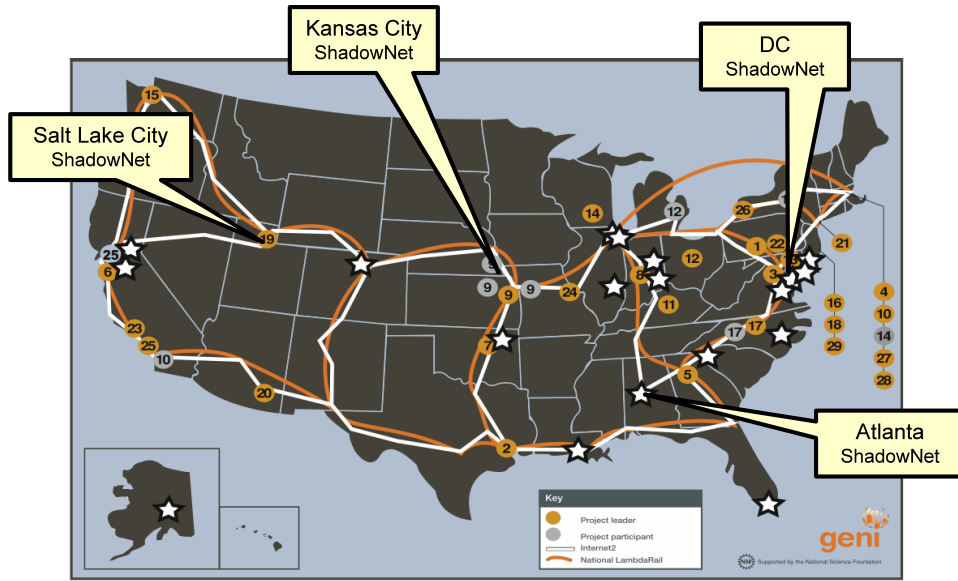 Kansas City
ShadowNet
DC
ShadowNet
Salt Lake City
ShadowNet
15
19
25
6
23
25
10
20
9
9
9
7
2
24
14
12
8
12
11
26
1
22
3
21
17
17
5
16
18
29
4
10
14
27
28
Atlanta
ShadowNet
Key
Project leader
Project participant
Internet2
National LambdaRail
geni
NSF
Supported by the National Science Foundation